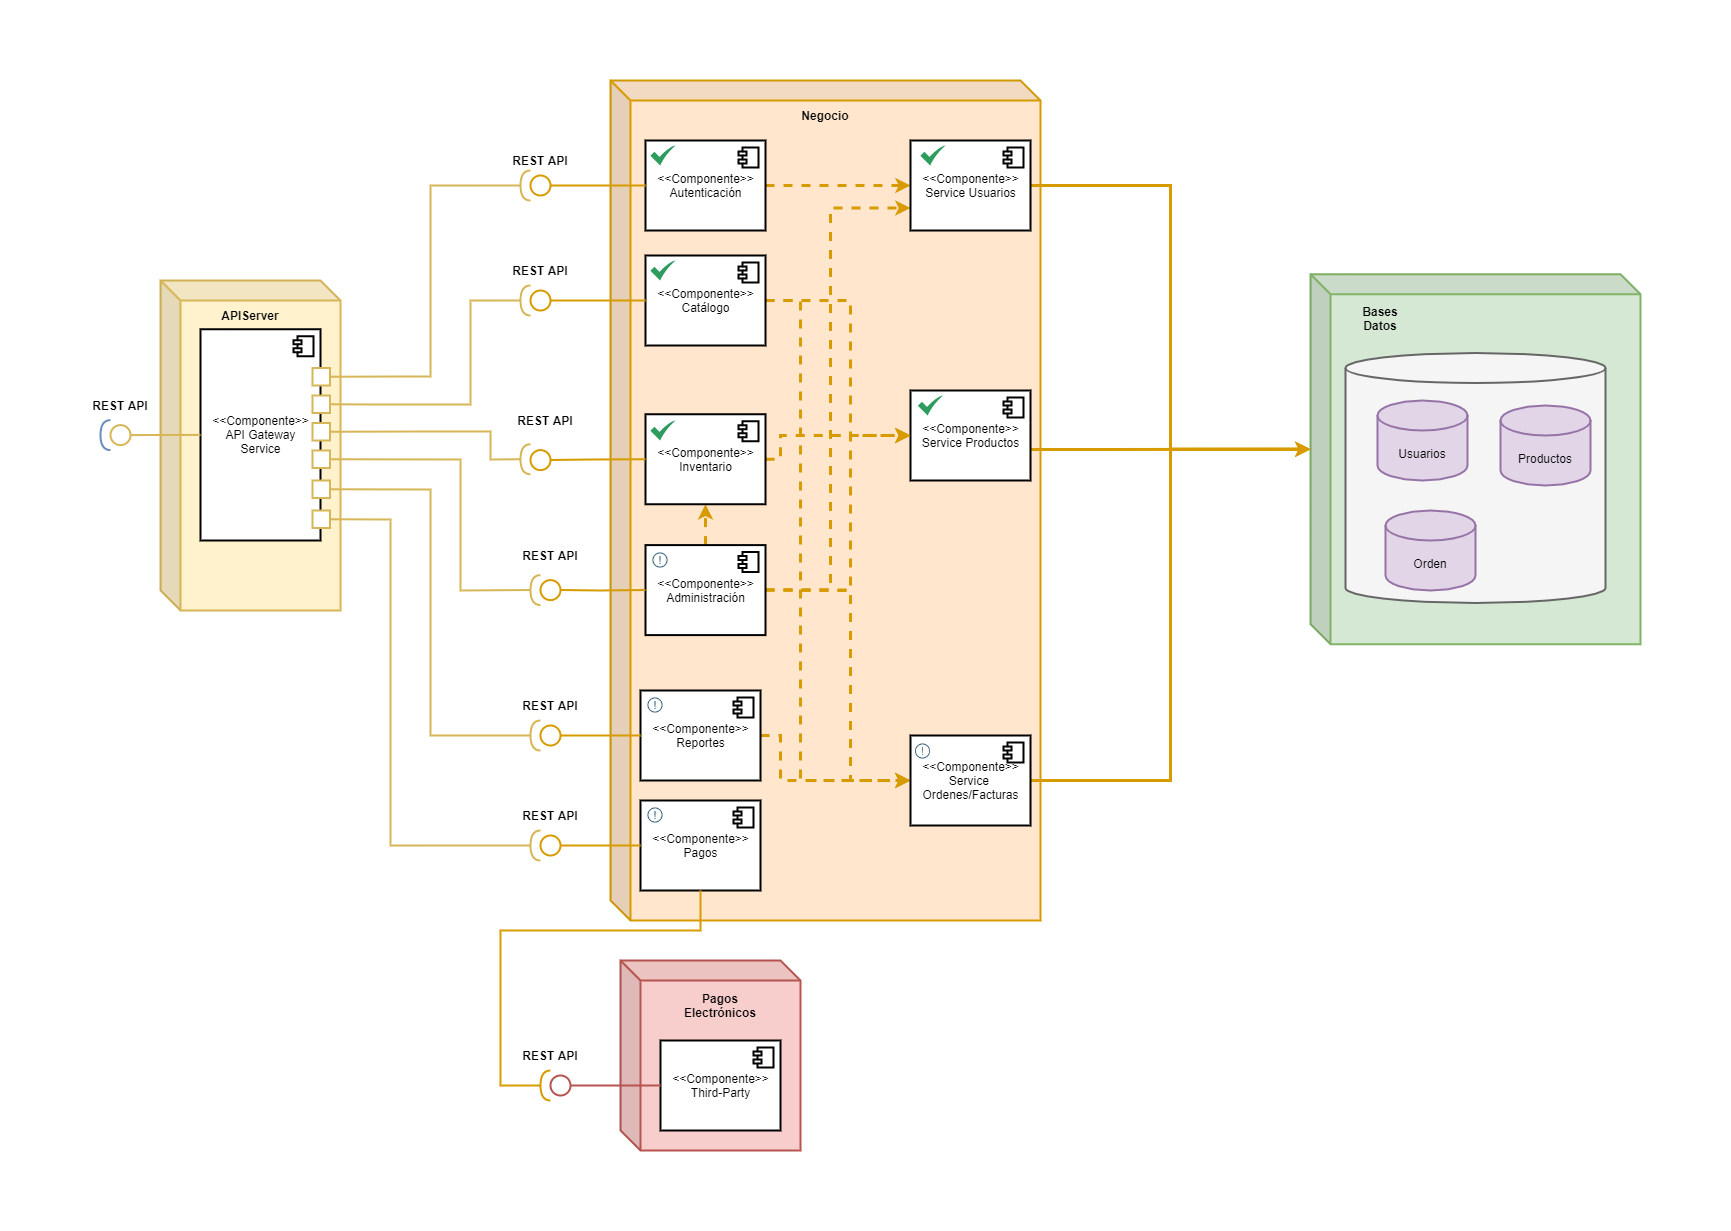 Negocio
REST API
<<Componente>>
Autenticación
<<Componente>>
Service Usuarios
REST API
<<Componente>>
Catálogo
APIServer
<<Componente>>
API Gateway
Service
REST API
REST API
<<Componente>>
Inventario
<<Componente>>
Service Productos
Bases
Datos
Usuarios
Productos
Orden
REST API
<<Componente>>
Administración
REST API
<<Componente>>
Reportes
<<Componente>>
Service
Ordenes/Facturas
REST API
<<Componente>>
Pagos
Pagos
Electrónicos
REST API
<<Componente>>
Third-Party